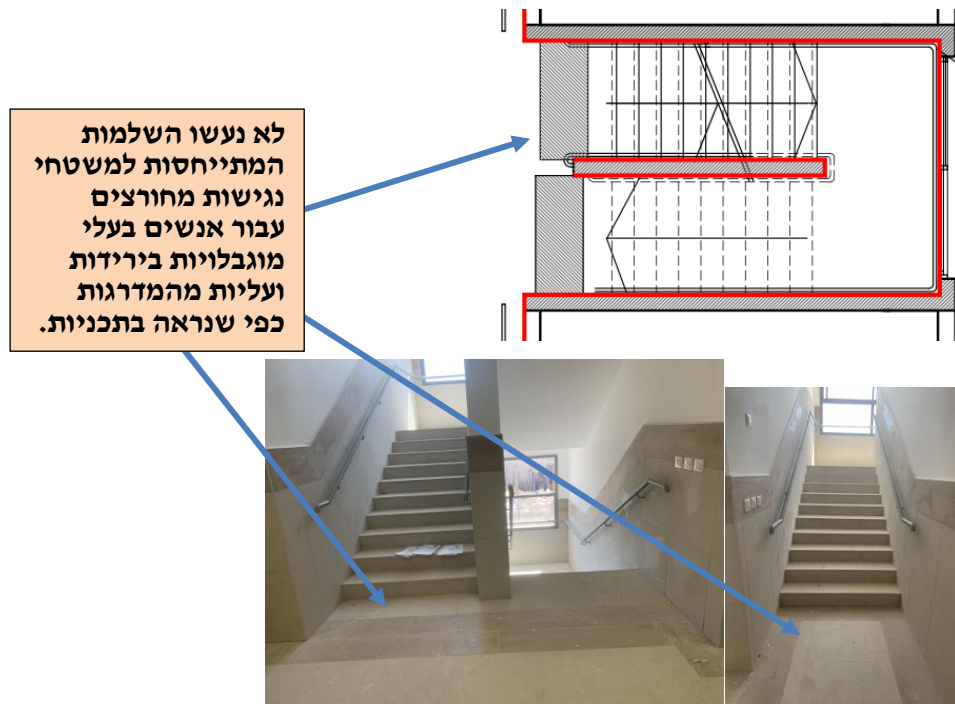 לא נעשו השלמות
המתייחסות למשטחי
נגישות מחורצים
עבור אנשים בעלי
מוגבלויות בירידות
ועליות מהמדרגות
כפי שנראה בתכניות.